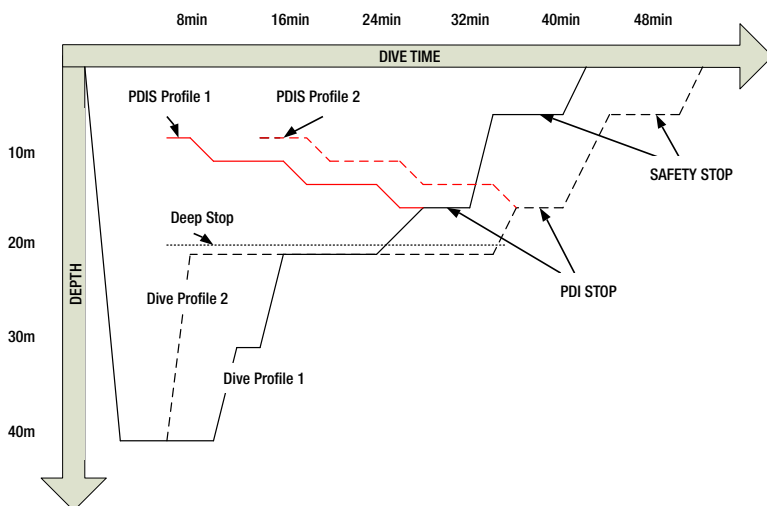 8min 16min 24min 32min 40min 48min
DIVE TIME
PDIS Profile 1 PDIS Profile 2
10m
SAFETY STOP
Deep Stop
20m
DEPTH
PDI STOP
Dive Profile 2
30m
Dive Profile 1
40m